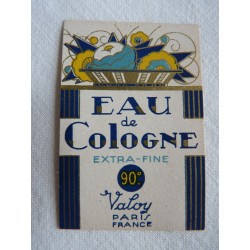 EAU
de
COLOGNE
EXTRA-FINE
90°
Valoy
PARIS
FRANCE